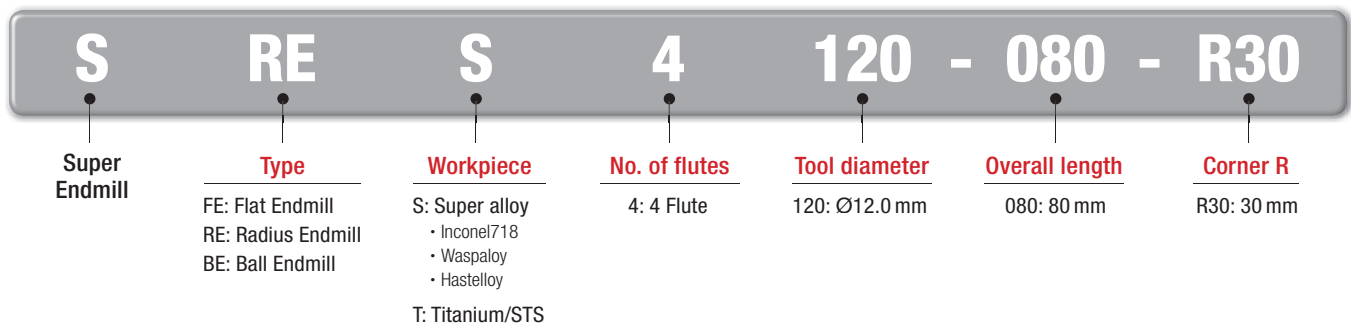 S RE S 4 120 - 080 - R30
Super
Endmill
Type
FE: Flat Endmill
RE: Radius Endmill
BE: Ball Endmill
Workpiece
S: Super alloy
• Inconel718
• Waspaloy
• Hastelloy
T: Titanium/STS
No. of flutes
4: 4 Flute
Tool diameter
120: Ø12.0 mm
Overall length
080: 80 mm
Corner R
R30: 30 mm